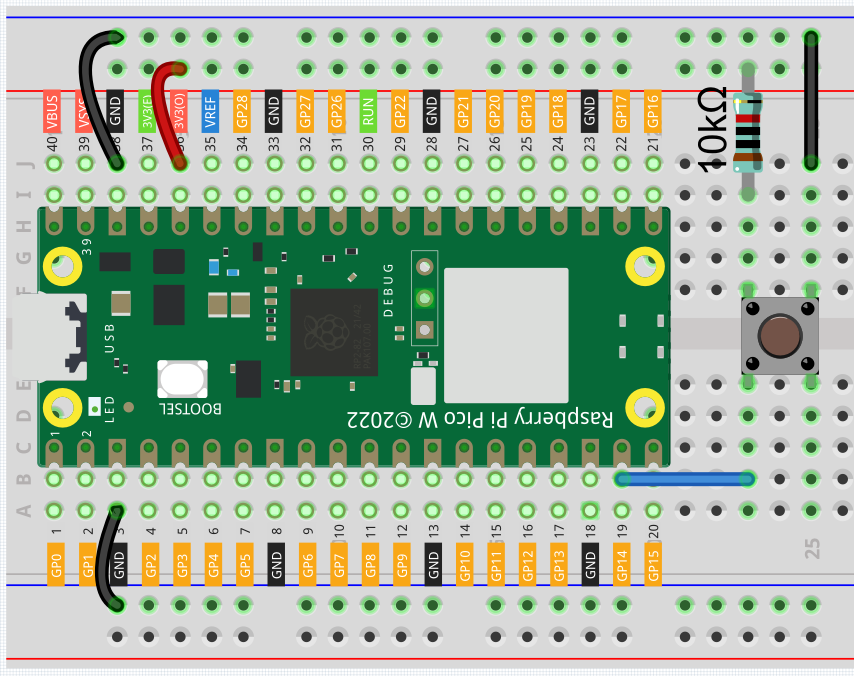 VBUS VSYS GND 3V3(E) 3V3(O) VREF GP28 GND GP27 GP26 RUN GP22 GND GP21 GP20 GP19 GP18 GND GP17 GP16
10kΩ
40 39 38 37 36 35 34 33 32 31 30 29 28 27 26 25 24 23 22 21
J
I
H
39
G
F
DEBUG
USB
E
BOOTSEL
LED
D
Raspberry Pi Pico W ©2022
C
1 2
B
A
1 2 3 4 5 6 7 8 9 10 11 12 13 14 15 16 17 18 19 20
25
GP0 GP1 GND GP2 GP3 GP4 GP5 GND GP6 GP7 GP8 GP9 GND GP10 GP11 GP12 GP13 GND GP14 GP15